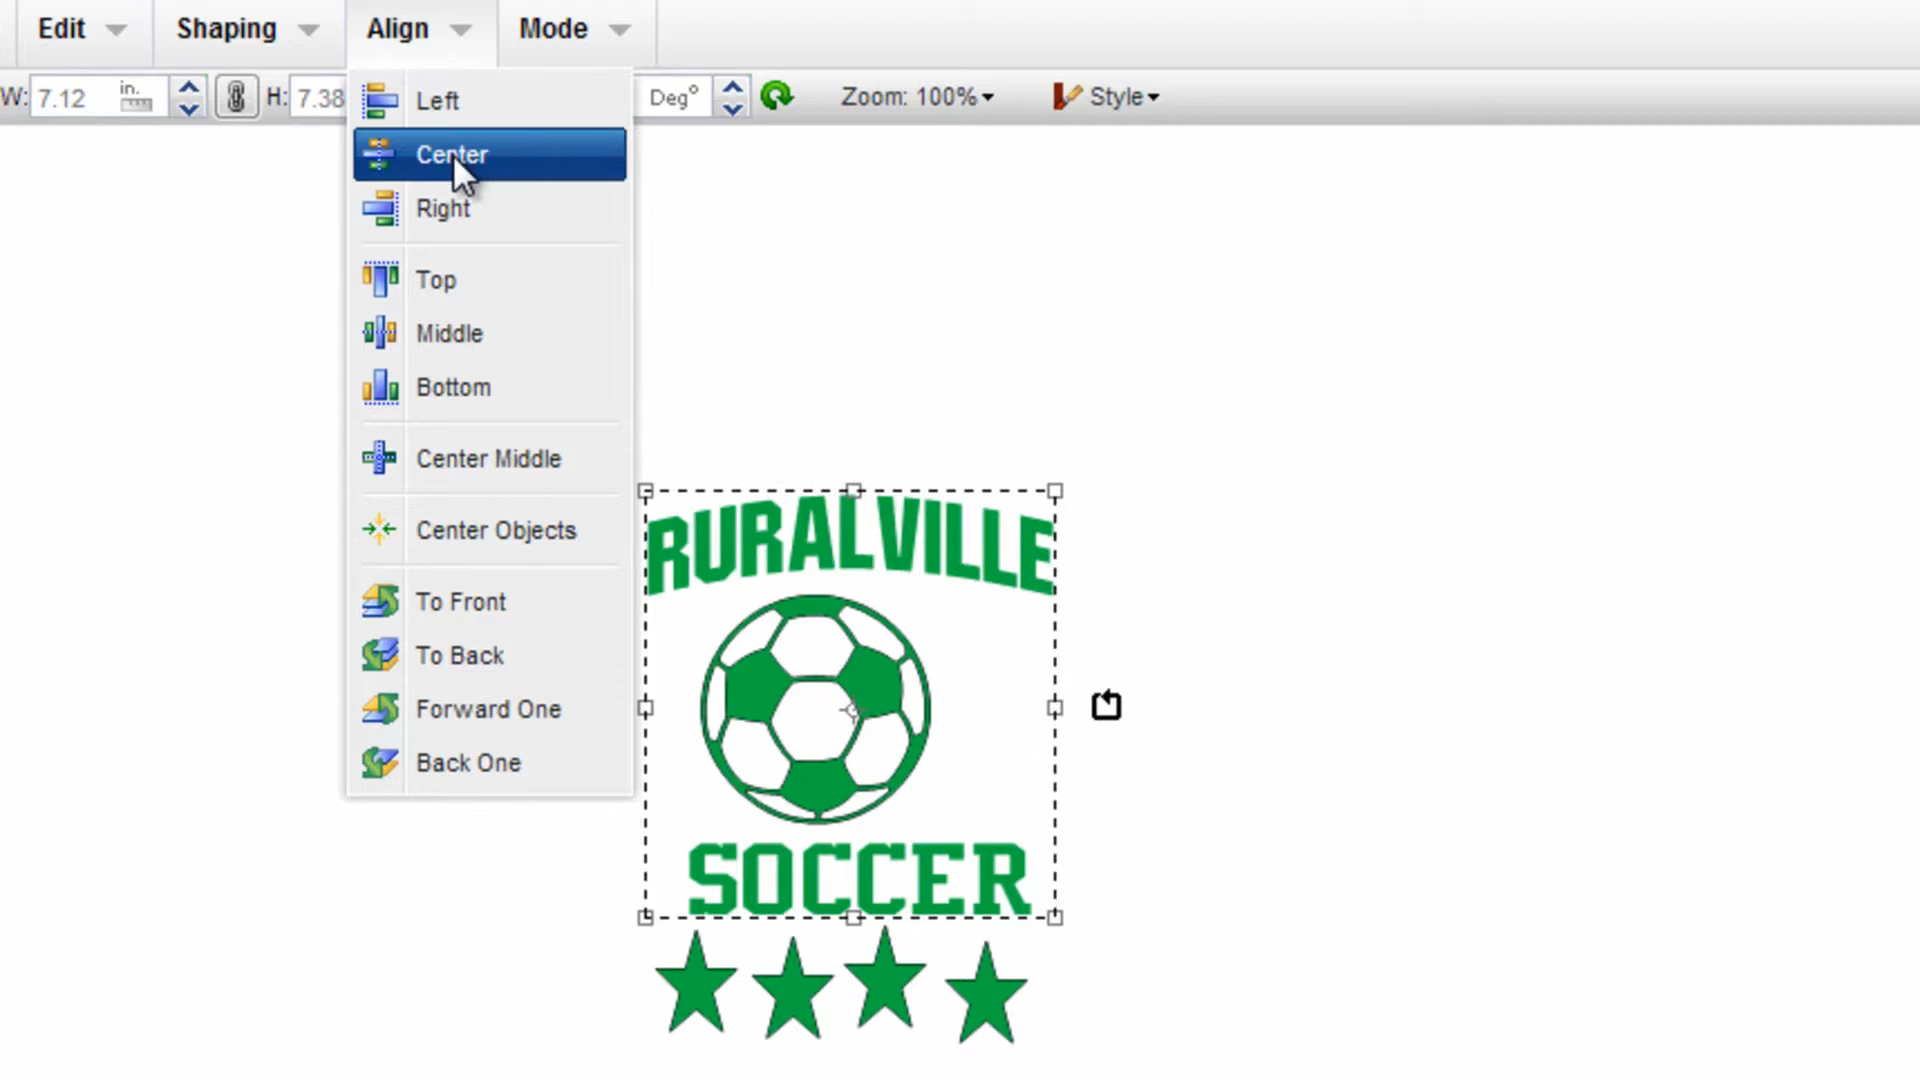 Edit Shaping Align Mode
W: 7.12 in. H: 7.38 Deg° Zoom: 100% Style
Left
Center
Right
Top
Middle
Bottom
Center Middle
Center Objects
To Front
To Back
Forward One
Back One
RURALVILLE
SOCCER